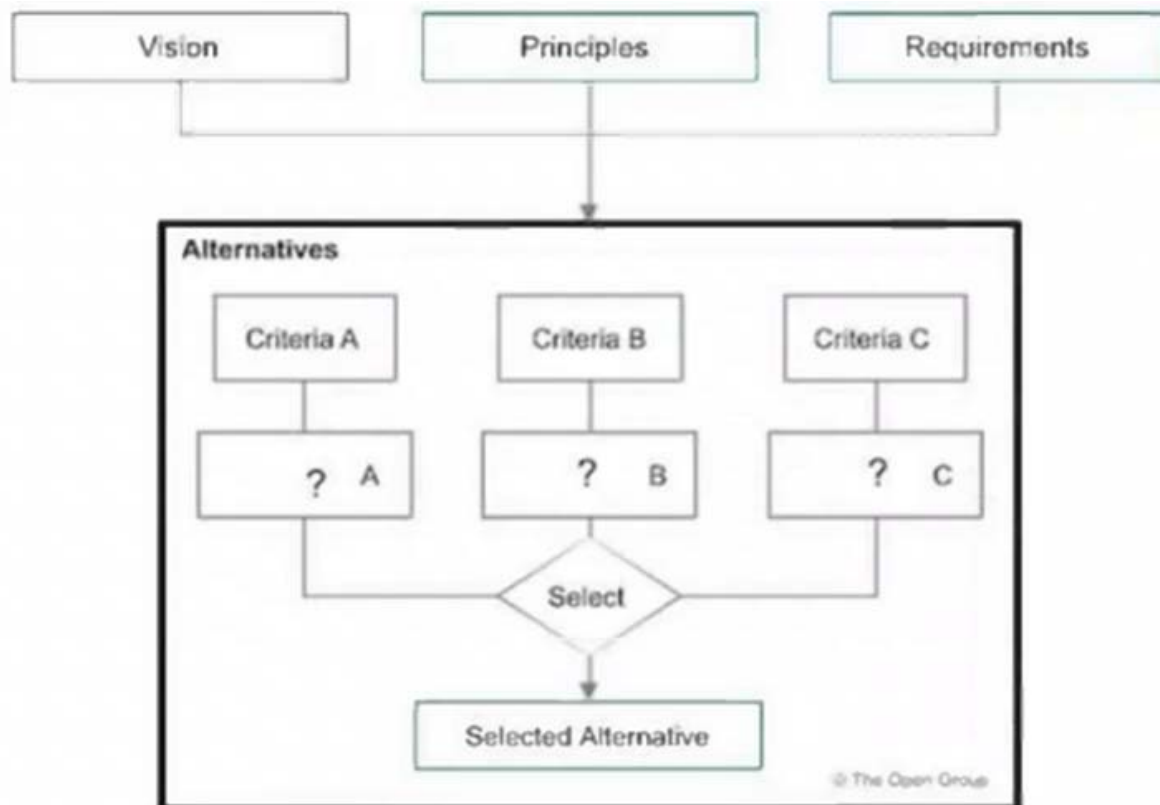 Vision
Principles
Requirements
Alternatives
Criteria A
Criteria B
Criteria C
? A
? B
? C
Select
Selected Alternative
© The Open Group